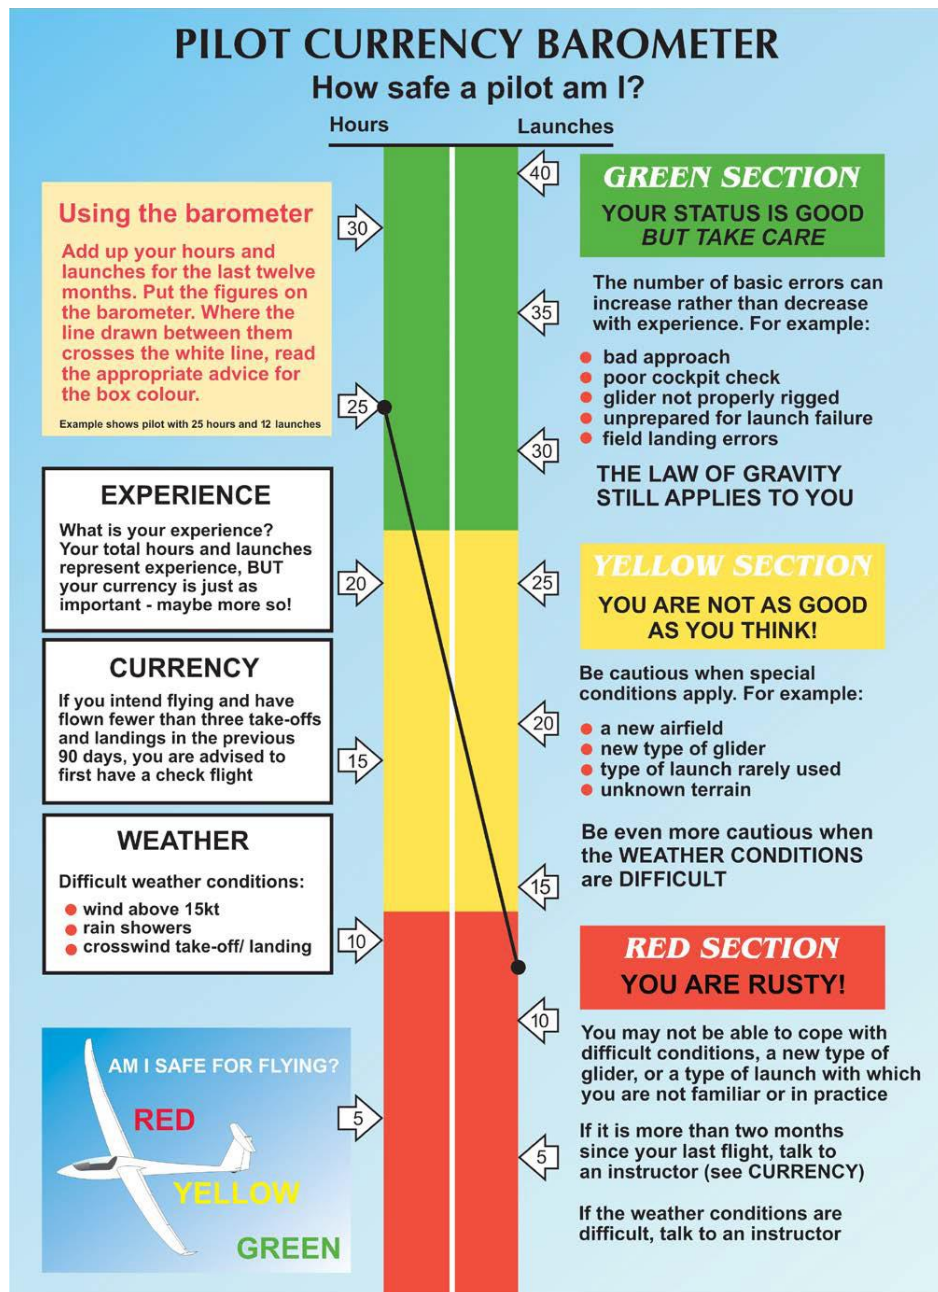 PILOT CURRENCY BAROMETER
How safe a pilot am I?
Hours
Launches
Using the barometer
Add up your hours and
launches for the last twelve
months. Put the figures on
the barometer. Where the
line drawn between them
crosses the white line, read
the appropriate advice for
the box colour.
Example shows pilot with 25 hours and 12 launches
EXPERIENCE
What is your experience?
Your total hours and launches
represent experience, BUT
your currency is just as
important - maybe more so!
CURRENCY
If you intend flying and have
flown fewer than three take-offs
and landings in the previous
90 days, you are advised to
first have a check flight
WEATHER
Difficult weather conditions:
wind above 15kt
rain showers
crosswind take-off/ landing
AM I SAFE FOR FLYING?
RED
YELLOW
GREEN
30
25
20
15
10
5
40
35
30
25
20
15
10
5
GREEN SECTION
YOUR STATUS IS GOOD
BUT TAKE CARE
The number of basic errors can
increase rather than decrease
with experience. For example:
bad approach
poor cockpit check
glider not properly rigged
unprepared for launch failure
field landing errors
THE LAW OF GRAVITY
STILL APPLIES TO YOU
YELLOW SECTION
YOU ARE NOT AS GOOD
AS YOU THINK!
Be cautious when special
conditions apply. For example:
a new airfield
new type of glider
type of launch rarely used
unknown terrain
Be even more cautious when
the WEATHER CONDITIONS
are DIFFICULT
RED SECTION
YOU ARE RUSTY!
You may not be able to cope with
difficult conditions, a new type of
glider, or a type of launch with which
you are not familiar or in practice
If it is more than two months
since your last flight, talk to
an instructor (see CURRENCY)
If the weather conditions are
difficult, talk to an instructor